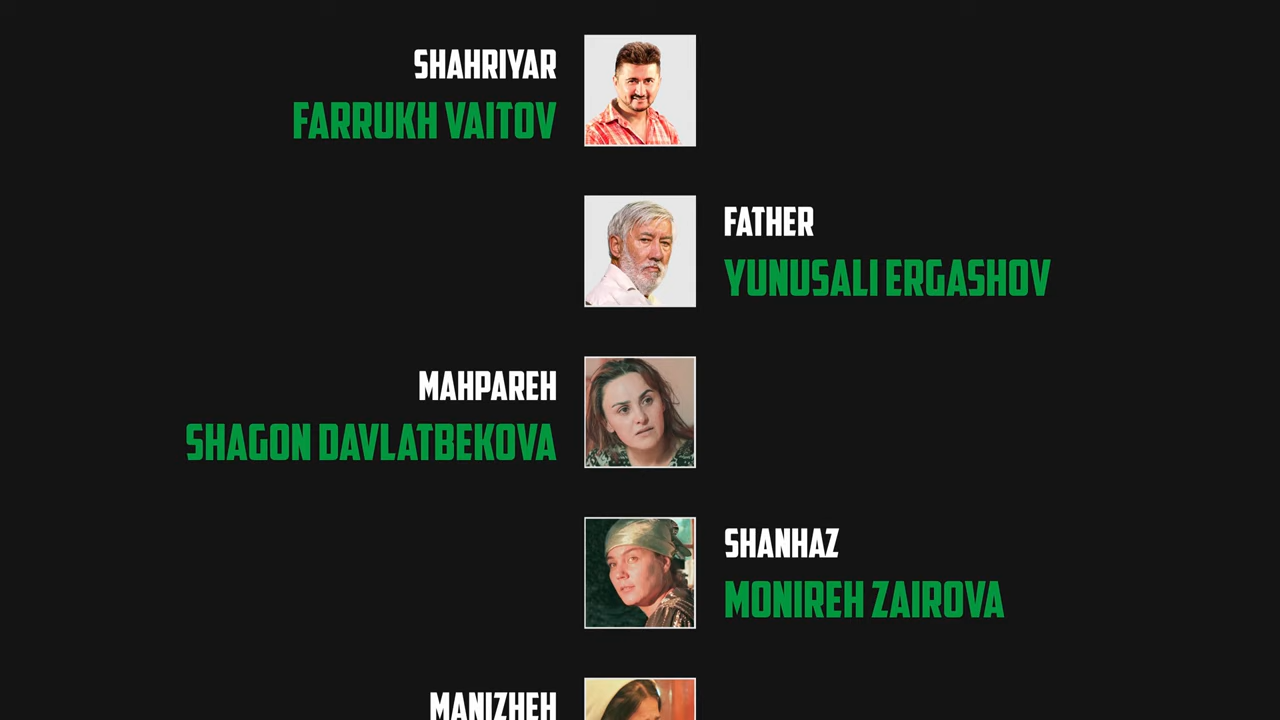 SHAHRIYAR
FARRUKH VAITOV
FATHER
YUNUSALI ERGASHOV
MAHPAREH
SHAGON DAVLATBEKOVA
SHANHAZ
MONIREH ZAIROVA
MANIZHEH